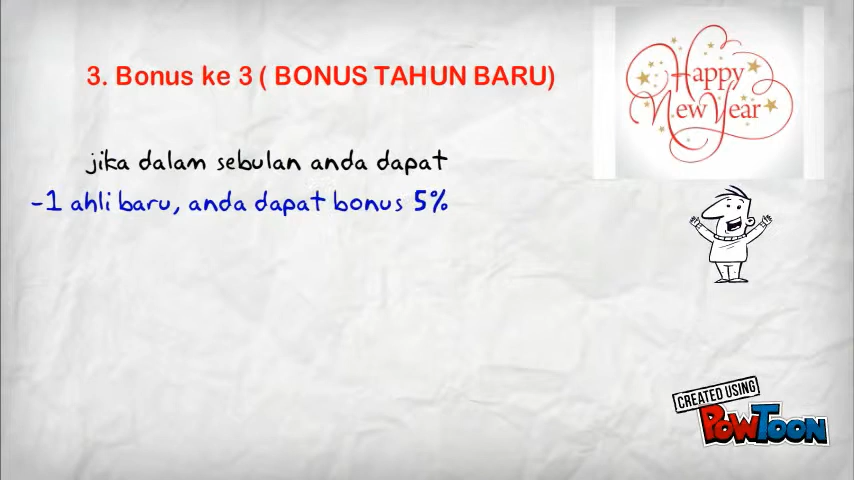 3. Bonus ke 3 ( BONUS TAHUN BARU)
Happy
New Year
jika dalam sebulan anda dapat
-1 ahli baru, anda dapat bonus 5%
CREATED USING
POWTOON